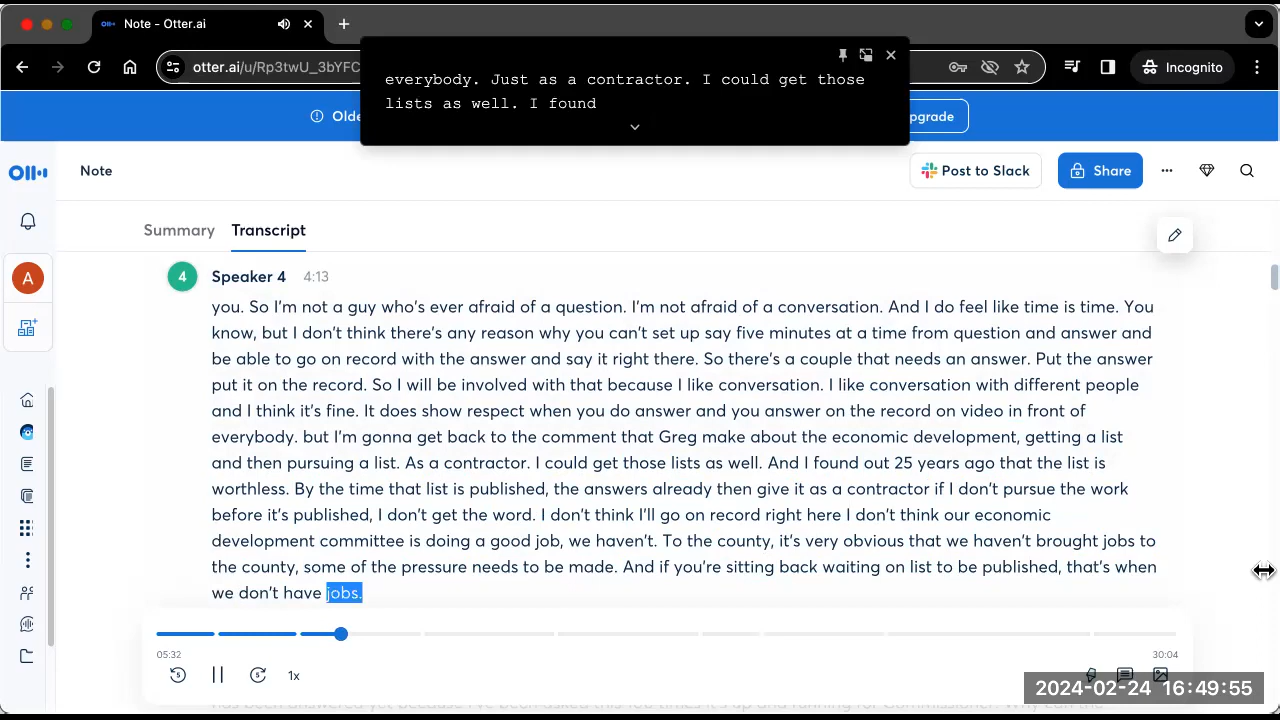 Note - Otter.ai
otter.ai/u/Rp3twU_3bYFC
Incognito
everybody. Just as a contractor. I could get those
lists as well. I found
Olde
pgrade
Note
Post to Slack
Share
Summary
Transcript
A
4
Speaker 4
4:13
you. So I'm not a guy who's ever afraid of a question. I'm not afraid of a conversation. And I do feel like time is time. You
know, but I don't think there's any reason why you can't set up say five minutes at a time from question and answer and
be able to go on record with the answer and say it right there. So there's a couple that needs an answer. Put the answer
put it on the record. So I will be involved with that because I like conversation. I like conversation with different people
and I think it's fine. It does show respect when you do answer and you answer on the record on video in front of
everybody. but I'm gonna get back to the comment that Greg make about the economic development, getting a list
and then pursuing a list. As a contractor. I could get those lists as well. And I found out 25 years ago that the list is
worthless. By the time that list is published, the answers already then give it as a contractor if I don't pursue the work
before it's published, I don't get the word. I don't think I'll go on record right here I don't think our economic
development committee is doing a good job, we haven't. To the county, it's very obvious that we haven't brought jobs to
the county, some of the pressure needs to be made. And if you're sitting back waiting on list to be published, that's when
we don't have jobs.
05:32
30:04
5
5
1x
2024-02-24 16:49:55